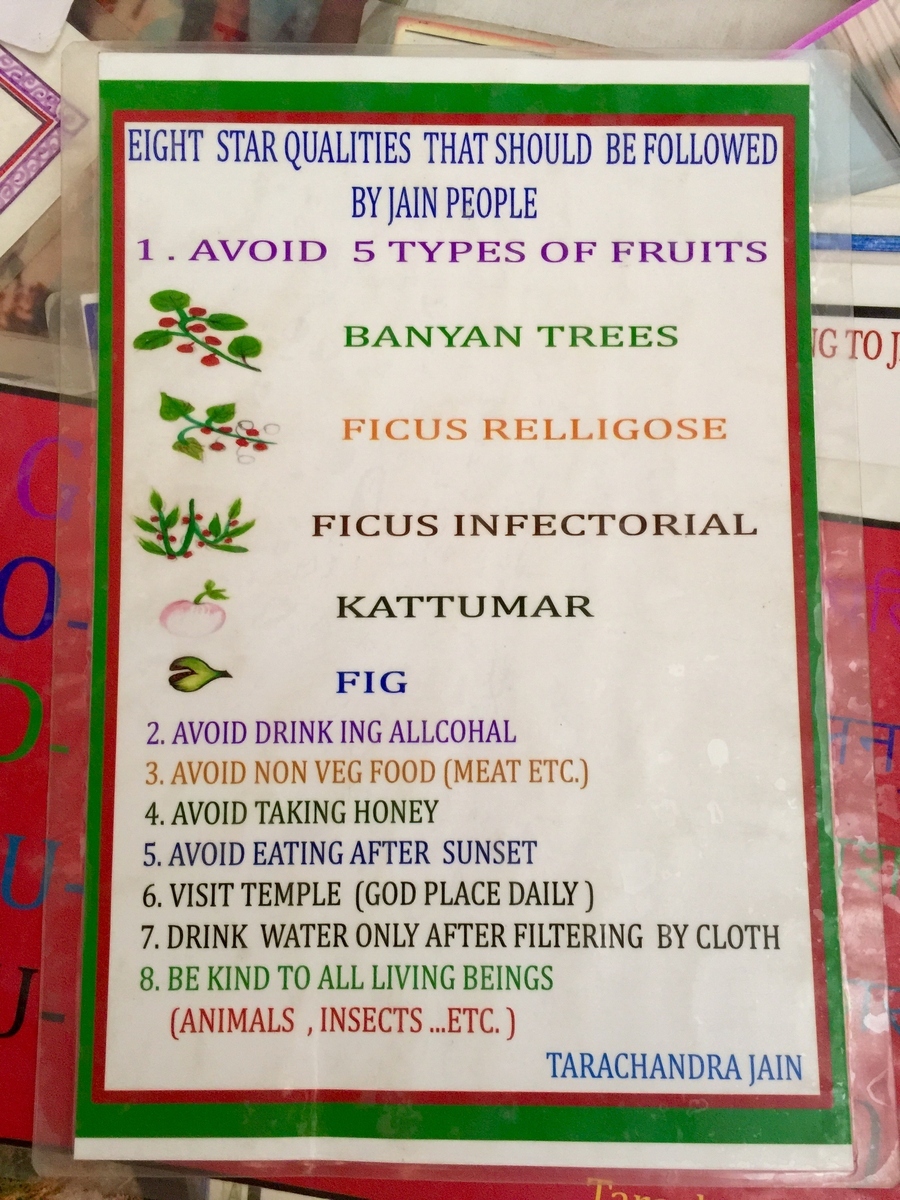 EIGHT STAR QUALITIES THAT SHOULD BE FOLLOWED
BY JAIN PEOPLE
1 . AVOID 5 TYPES OF FRUITS
BANYAN TREES
FICUS RELLIGOSE
FICUS INFECTORIAL
KATTUMAR
FIG
2. AVOID DRINK ING ALLCOHAL
3. AVOID NON VEG FOOD (MEAT ETC.)
4. AVOID TAKING HONEY
5. AVOID EATING AFTER SUNSET
6. VISIT TEMPLE (GOD PLACE DAILY )
7. DRINK WATER ONLY AFTER FILTERING BY CLOTH
8. BE KIND TO ALL LIVING BEINGS
(ANIMALS , INSECTS ...ETC. )
TARACHANDRA JAIN
TO
G
O-
D-
U-
U-